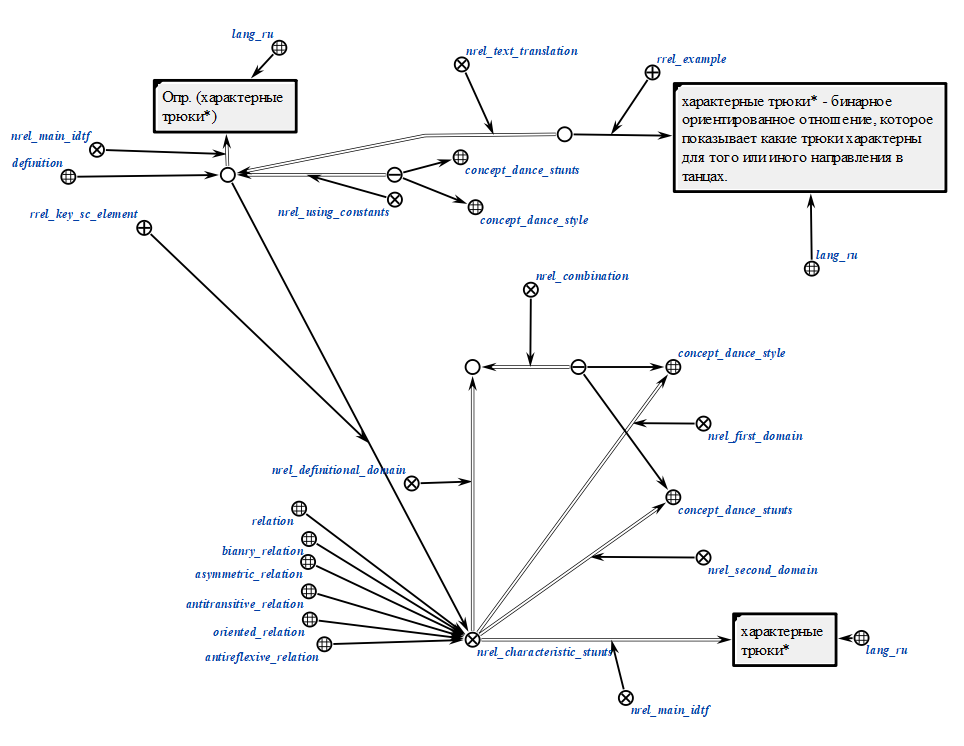 lang_ru
nrel_text_translation
rrel_example
Опр. (характерные
трюки*)
характерные трюки* - бинарное
ориентированное отношение, которое
показывает какие трюки характерны
для того или иного направления в
танцах.
nrel_main_idtf
definition
concept_dance_stunts
rrel_key_sc_element
nrel_using_constants
concept_dance_style
lang_ru
nrel_combination
concept_dance_style
nrel_first_domain
nrel_definitional_domain
concept_dance_stunts
relation
bianry_relation
asymmetric_relation
nrel_second_domain
antitransitive_relation
oriented_relation
характерные
трюки*
antireflexive_relation
nrel_characteristic_stunts
lang_ru
nrel_main_idtf